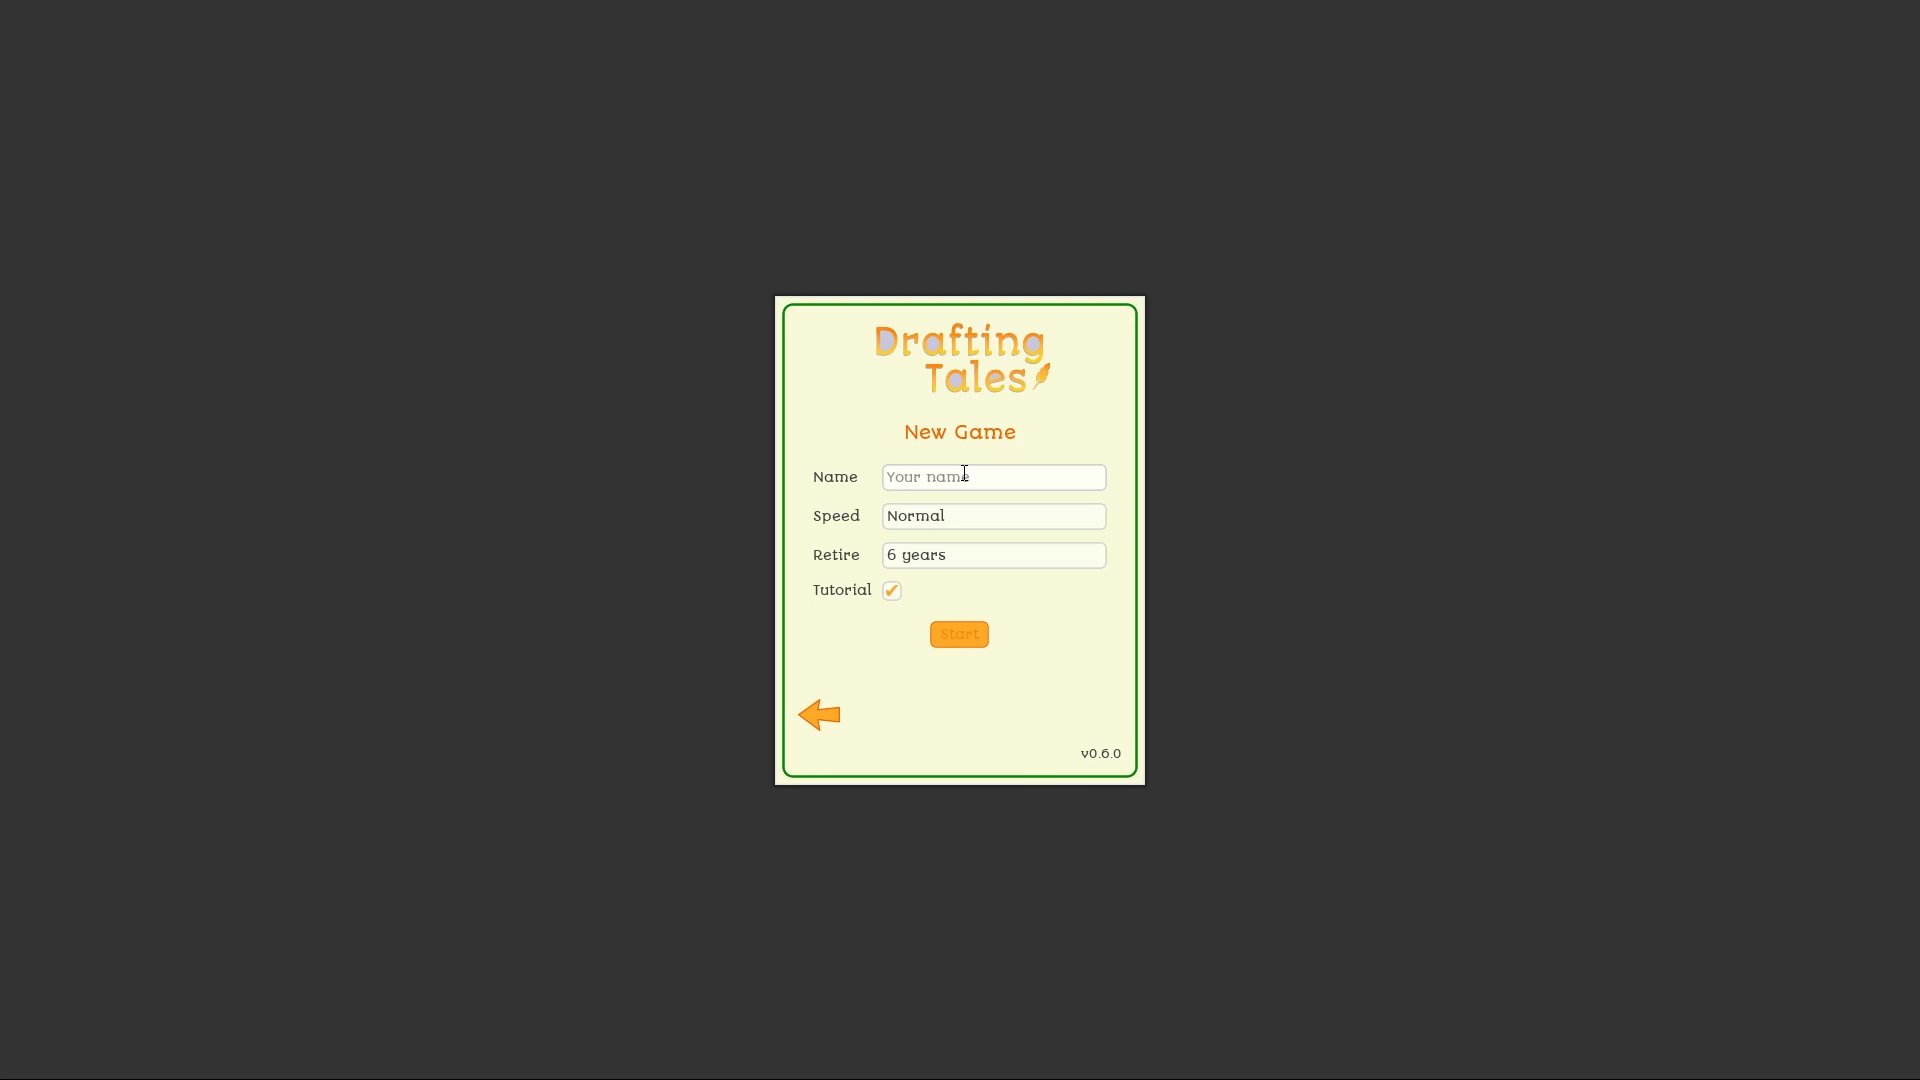 Drafting
Tales
New Game
Name Your name
Speed Normal
Retire 6 years
Tutorial ✔
Start
v0.6.0